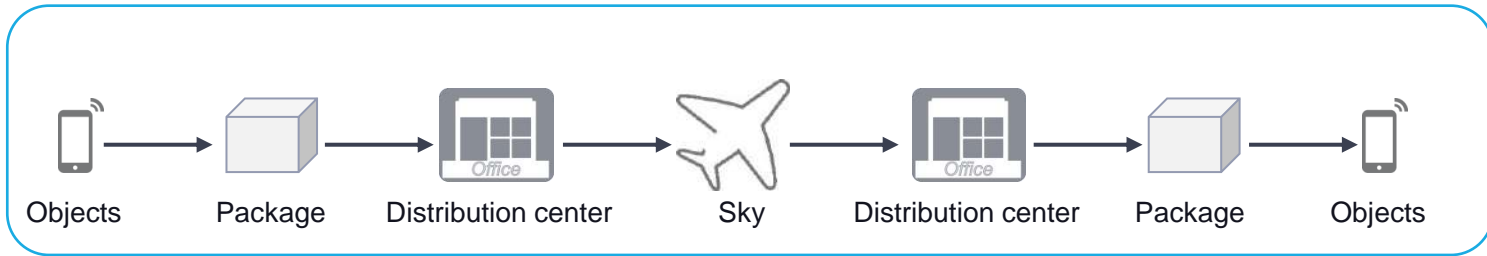 Office
Office
Objects
Package
Distribution center
Sky
Distribution center
Package
Objects